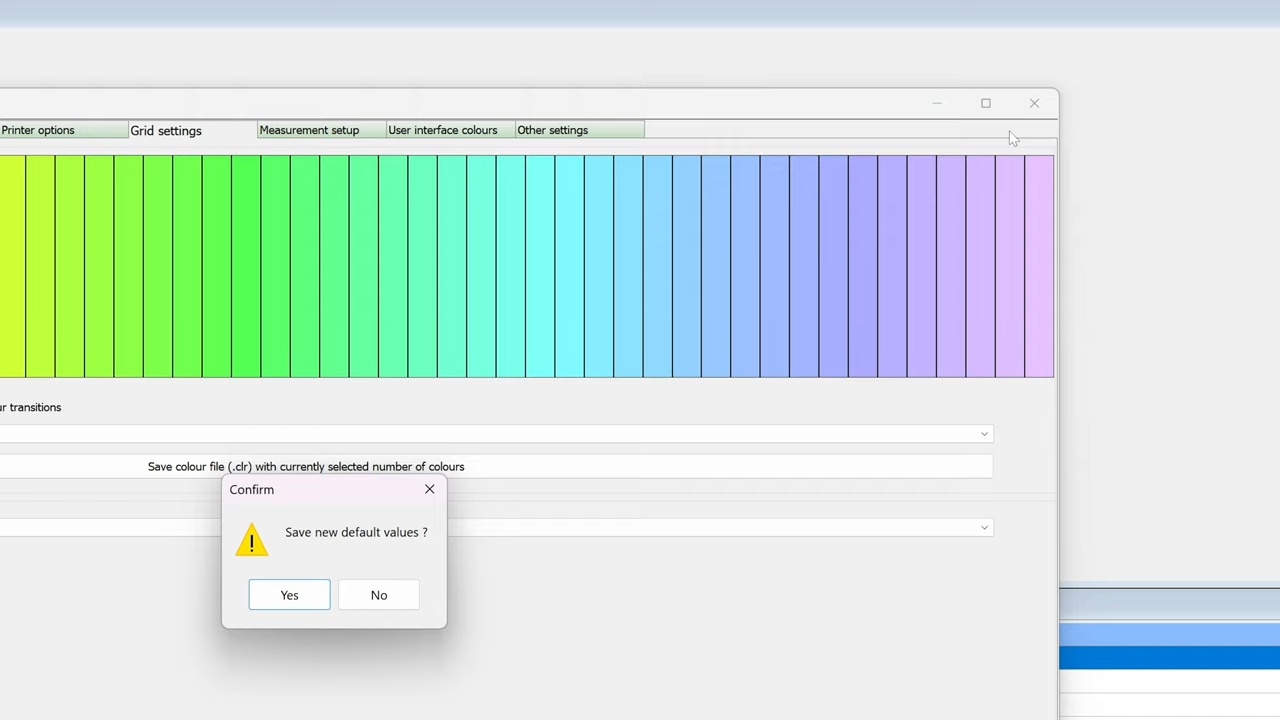 Printer options
Grid settings
Measurement setup
User interface colours
Other settings
ur transitions
Save colour file (.clr) with currently selected number of colours
Confirm
Save new default values ?
Yes
No